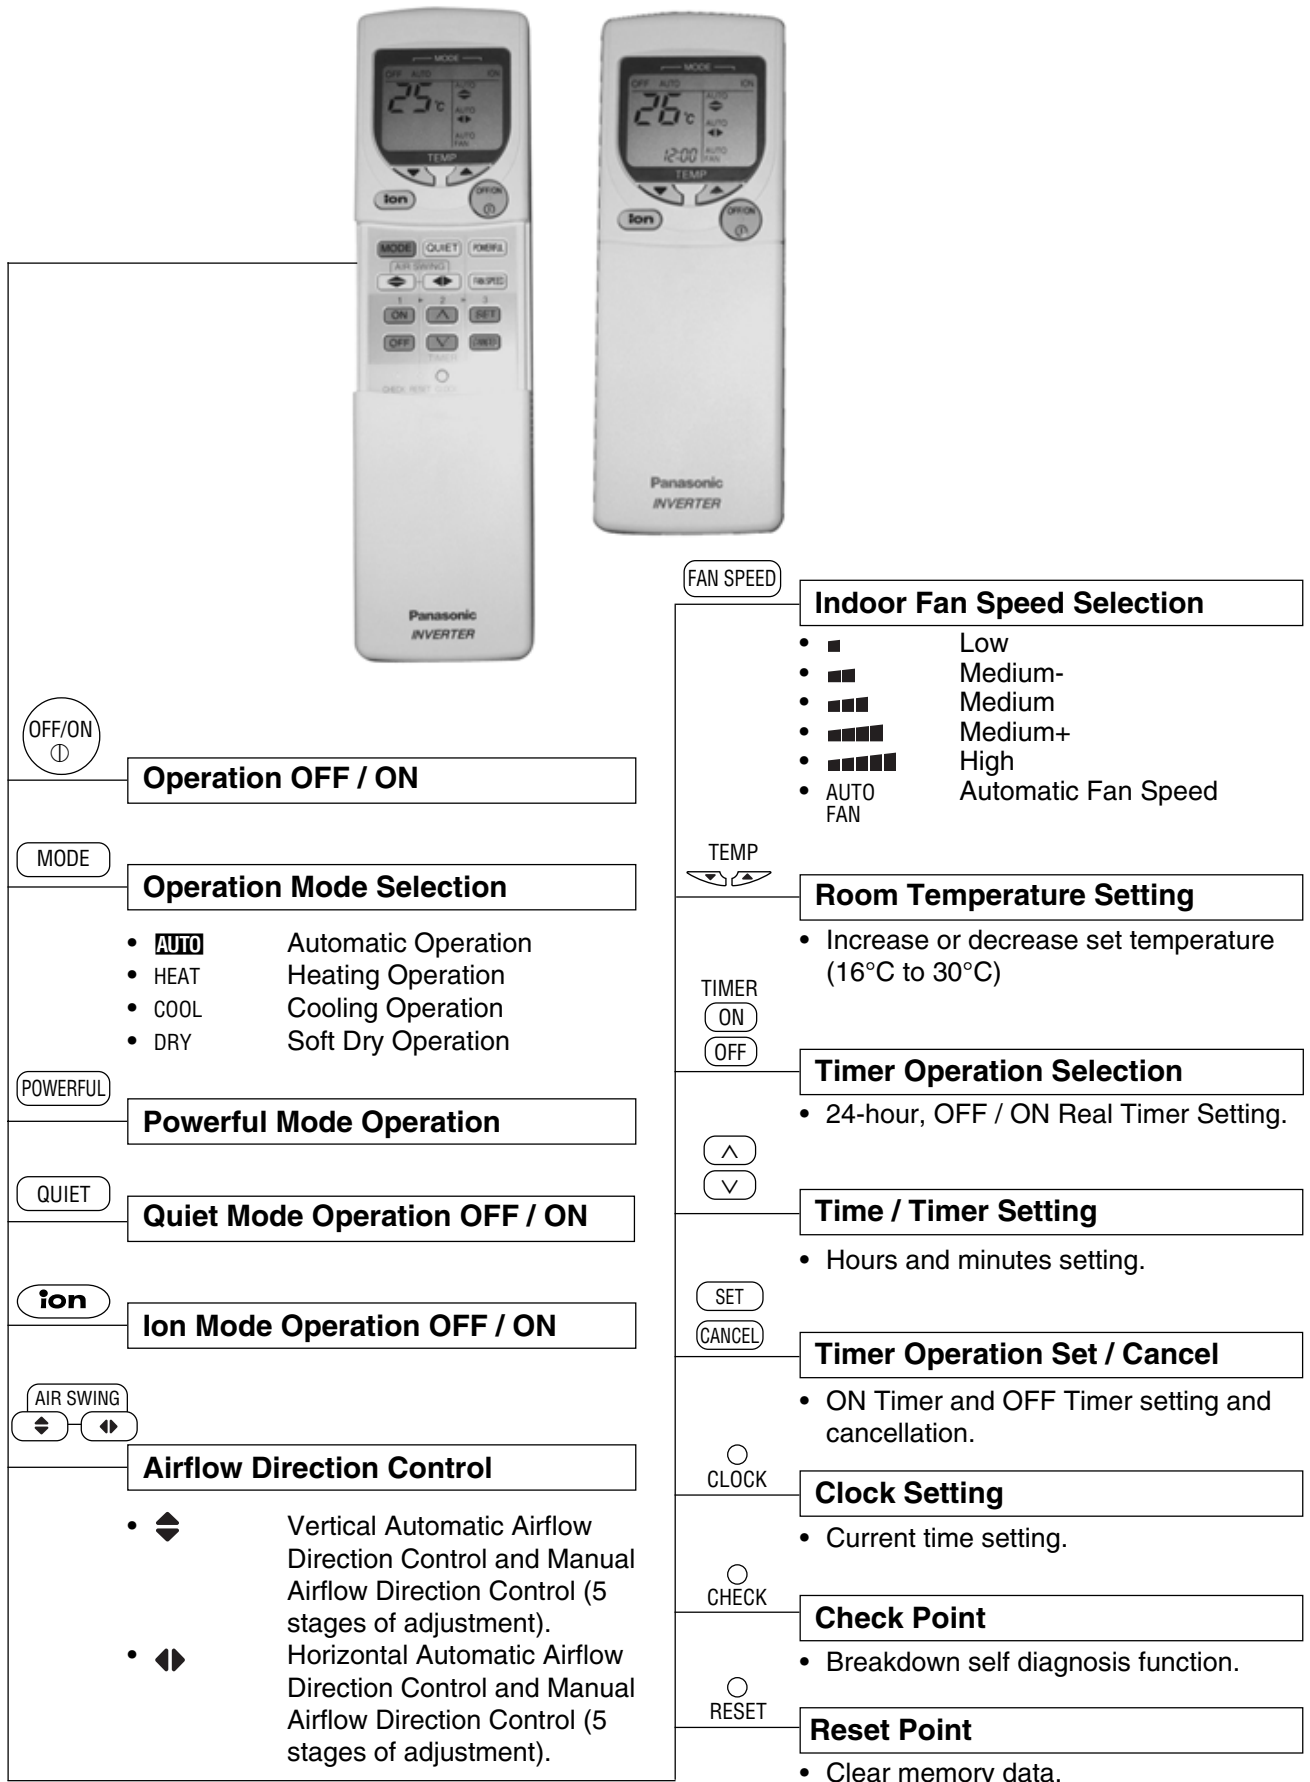 MODE
OFF AUTO ION
25 °C
AUTO
AUTO
AUTO
FAN
TEMP
ion
OFF/ON
MODE QUIET POWERFUL
AIR SWING
FAN SPEED
1 2 3
ON SET
OFF CANCEL
TIMER
CHECK RESET CLOCK
Panasonic
INVERTER
MODE
OFF AUTO ION
26 °C
AUTO
AUTO
12:00 AUTO
FAN
TEMP
ion
OFF/ON
Panasonic
INVERTER
OFF/ON
Operation OFF / ON
MODE
Operation Mode Selection
• AUTO Automatic Operation
• HEAT Heating Operation
• COOL Cooling Operation
• DRY Soft Dry Operation
POWERFUL
Powerful Mode Operation
QUIET
Quiet Mode Operation OFF / ON
ion
Ion Mode Operation OFF / ON
AIR SWING
Airflow Direction Control
• Vertical Automatic Airflow
Direction Control and Manual
Airflow Direction Control (5
stages of adjustment).
• Horizontal Automatic Airflow
Direction Control and Manual
Airflow Direction Control (5
stages of adjustment).
FAN SPEED
Indoor Fan Speed Selection
• Low
• Medium-
• Medium
• Medium+
• High
• AUTO Automatic Fan Speed
FAN
TEMP
Room Temperature Setting
• Increase or decrease set temperature
(16°C to 30°C)
TIMER
ON
OFF
Timer Operation Selection
• 24-hour, OFF / ON Real Timer Setting.
Time / Timer Setting
• Hours and minutes setting.
SET
CANCEL
Timer Operation Set / Cancel
• ON Timer and OFF Timer setting and
cancellation.
CLOCK
Clock Setting
• Current time setting.
CHECK
Check Point
• Breakdown self diagnosis function.
RESET
Reset Point
• Clear memory data.